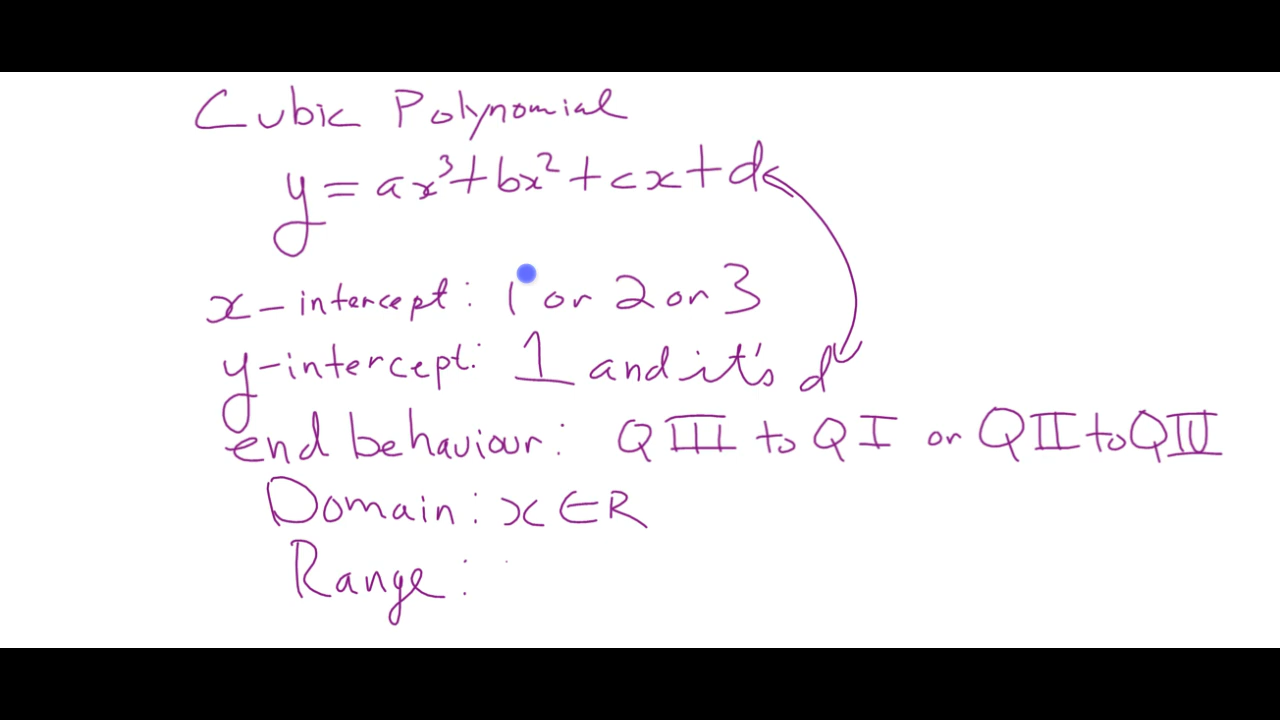 Cubic Polynomial
y = ax³+bx²+cx+d
x-intercept: 1 or 2 or 3
y-intercept: 1 and it's d
end behaviour: QIII to QI or QII to QIV
Domain: x∈R
Range: